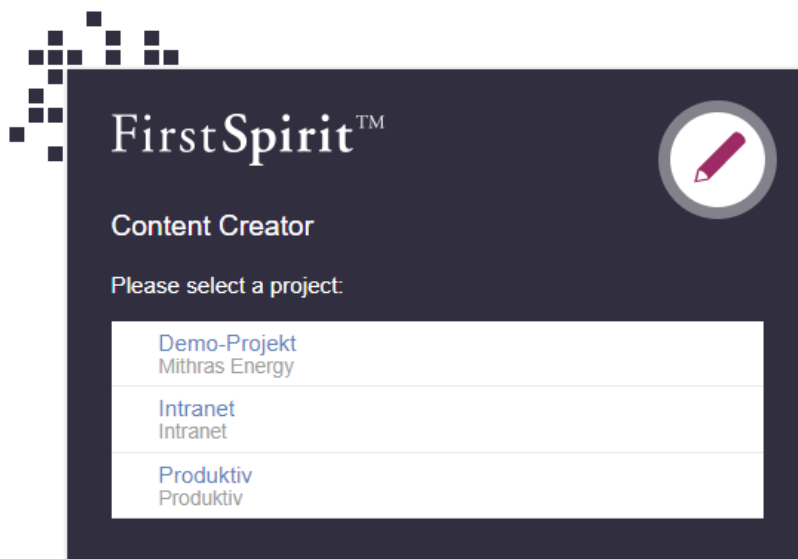 FirstSpirit™
Content Creator
Please select a project:
Demo-Projekt
Mithras Energy
Intranet
Intranet
Produktiv
Produktiv